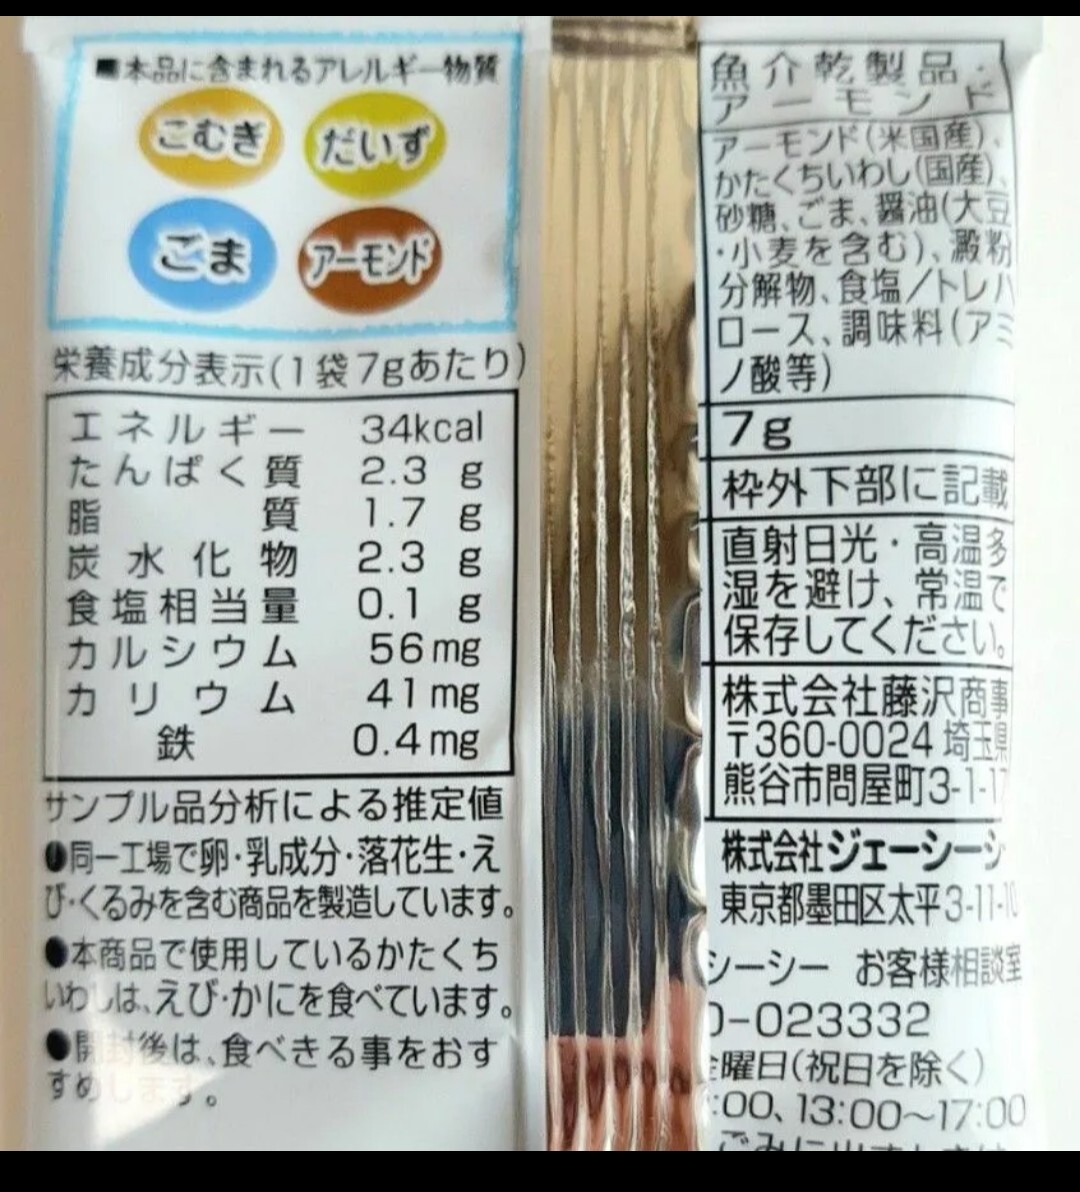 ■本品に含まれるアレルギー物質
こむぎ
だいず
ごま
アーモンド
栄養成分表示(1袋7gあたり)
エネルギー 34kcal
たんぱく質 2.3 g
脂質 1.7 g
炭水化物 2.3 g
食塩相当量 0.1 g
カルシウム 56mg
カリウム 41mg
鉄 0.4mg
サンプル品分析による推定値
●同一工場で卵・乳成分・落花生・え
び・くるみを含む商品を製造しています。
●本商品で使用しているかたくち
いわしは、えび・かにを食べています。
●開封後は、食べきる事をおす
すめします。
魚介乾製品・
アーモンド
アーモンド(米国産)、
かたくちいわし(国産)、
砂糖、ごま、醤油(大豆
・小麦を含む)、澱粉
分解物、食塩/トレハ
ロース、調味料(アミ
ノ酸等)
7g
枠外下部に記載
直射日光・高温多
湿を避け、常温で
保存してください。
株式会社藤沢商事
〒360-0024 埼玉県
熊谷市問屋町3-1-17
株式会社ジェーシーシ
東京都墨田区太平3-11-10
シーシー お客様相談室
0-023332
金曜日(祝日を除く)
:00、13:00〜17:00